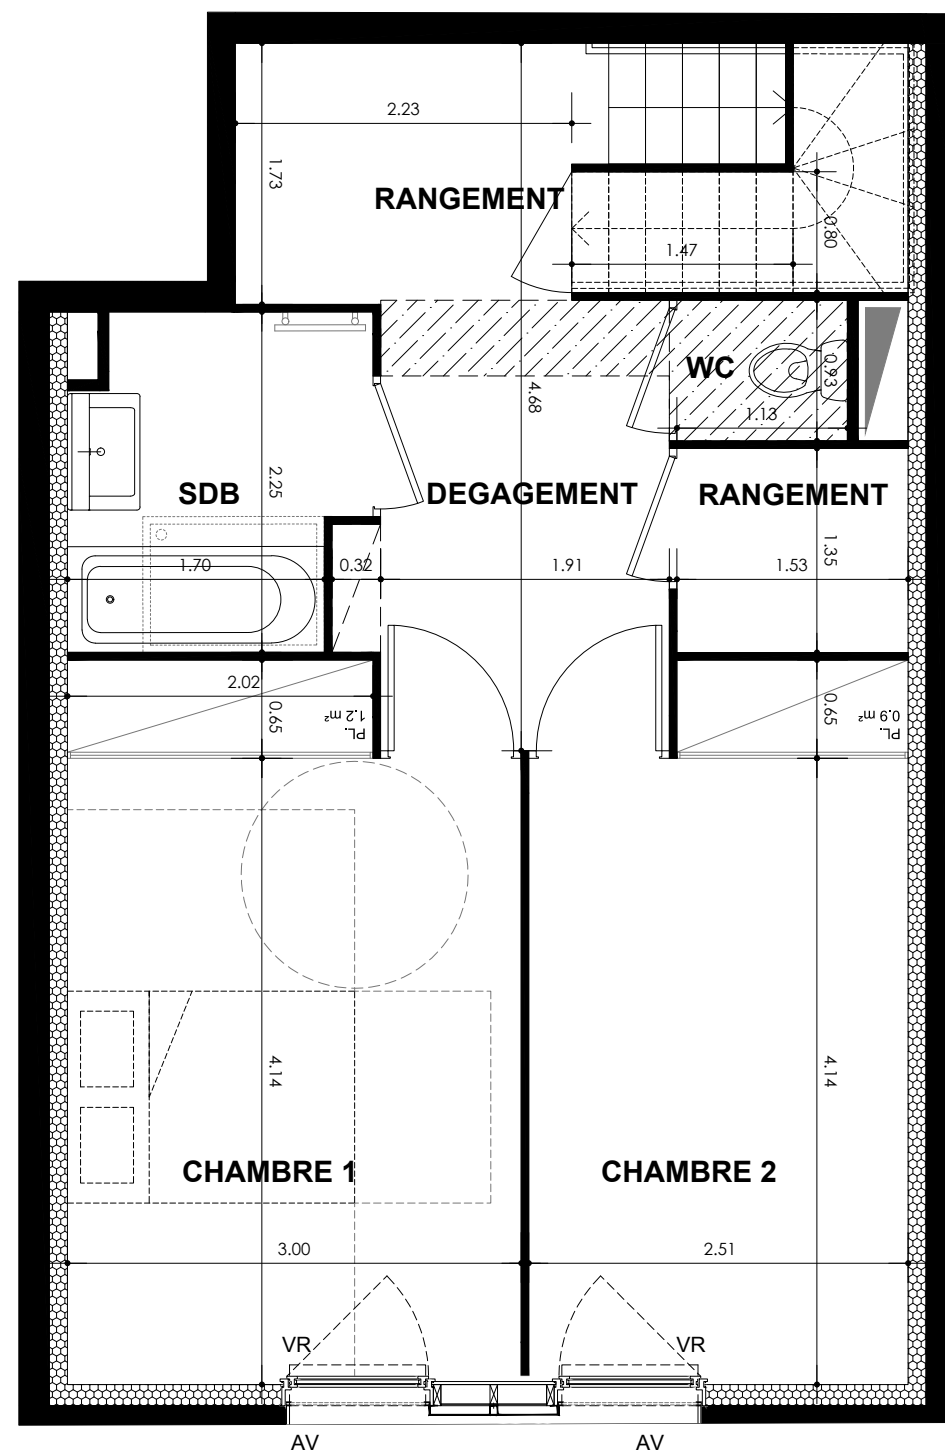 2.23
1.73
RANGEMENT
0.80
1.47
4.68
WC
0.93
1.13
2.25
SDB
DEGAGEMENT
RANGEMENT
1.35
1.70
0.32
1.91
1.53
2.02
0.65
PL.
1.2 m²
0.65
PL.
0.9 m²
4.14
4.14
CHAMBRE 1
CHAMBRE 2
3.00
2.51
VR
VR
AV
AV